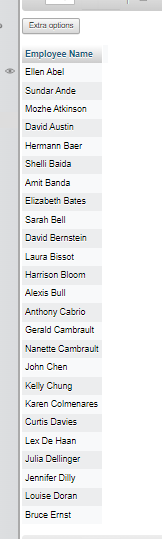 Extra options
Employee Name
Ellen Abel
Sundar Ande
Mozhe Atkinson
David Austin
Hermann Baer
Shelli Baida
Amit Banda
Elizabeth Bates
Sarah Bell
David Bernstein
Laura Bissot
Harrison Bloom
Alexis Bull
Anthony Cabrio
Gerald Cambrault
Nanette Cambrault
John Chen
Kelly Chung
Karen Colmenares
Curtis Davies
Lex De Haan
Julia Dellinger
Jennifer Dilly
Louise Doran
Bruce Ernst